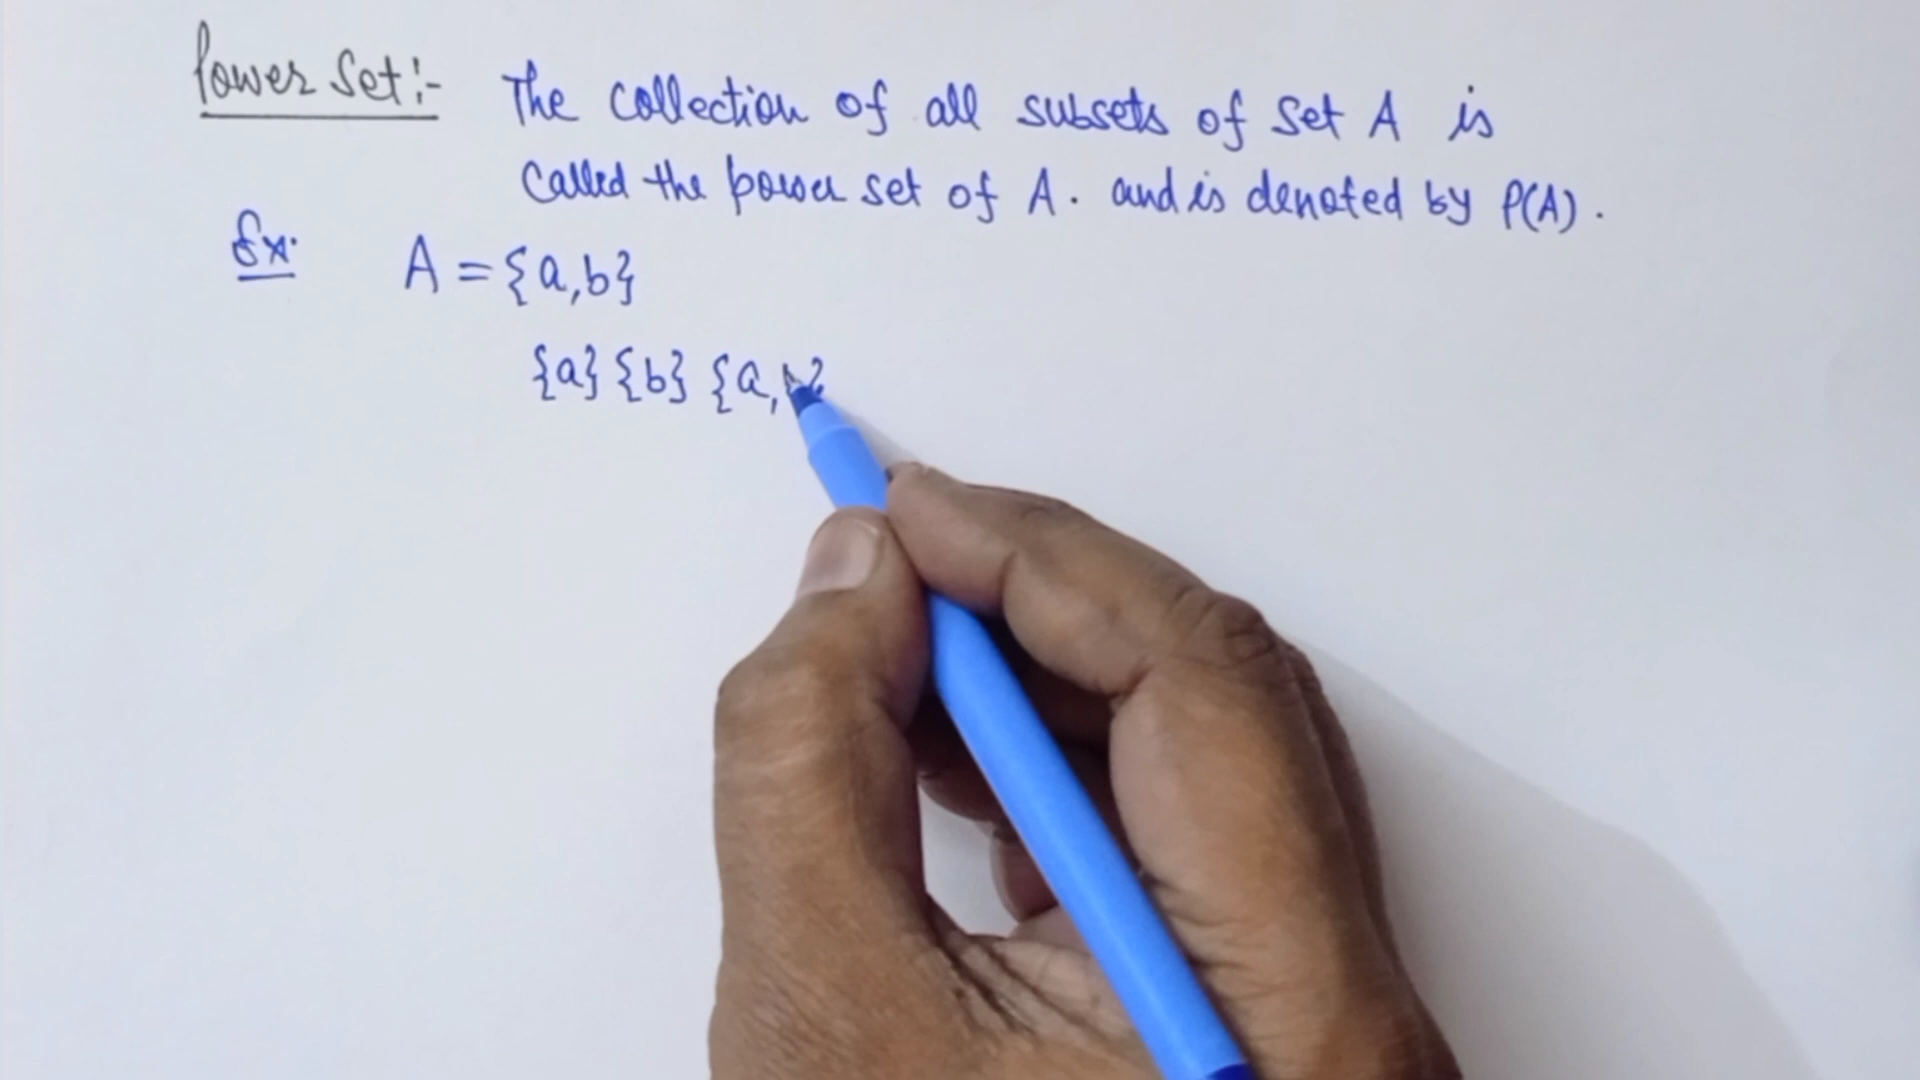 Power Set:- The collection of all subsets of set A is
called the power set of A. and is denoted by P(A).
Ex. A = {a,b}
{a} {b} {a,